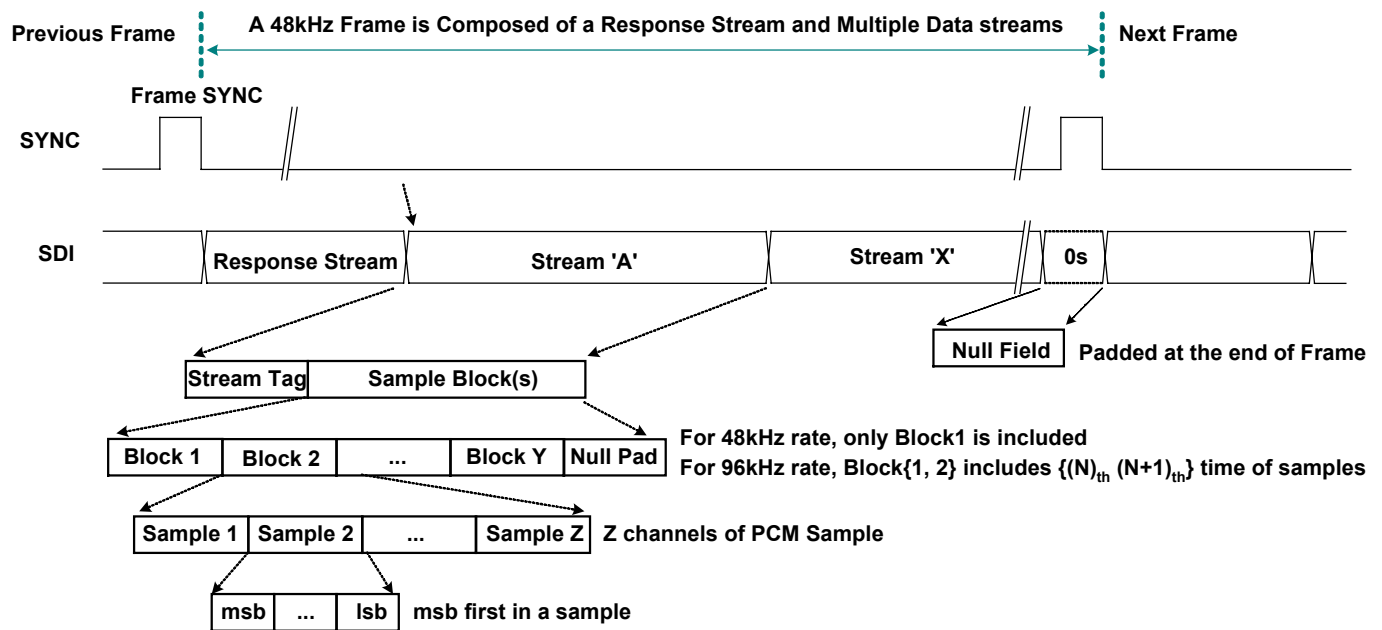 A 48kHz Frame is Composed of a Response Stream and Multiple Data streams
Previous Frame
Next Frame
Frame SYNC
SYNC
SDI
Response Stream
Stream 'A'
Stream 'X'
0s
Null Field
Padded at the end of Frame
Stream Tag
Sample Block(s)
Block 1
Block 2
...
Block Y
Null Pad
For 48kHz rate, only Block1 is included
For 96kHz rate, Block{1, 2} includes {(N)th (N+1)th} time of samples
Sample 1
Sample 2
...
Sample Z
Z channels of PCM Sample
msb
...
lsb
msb first in a sample